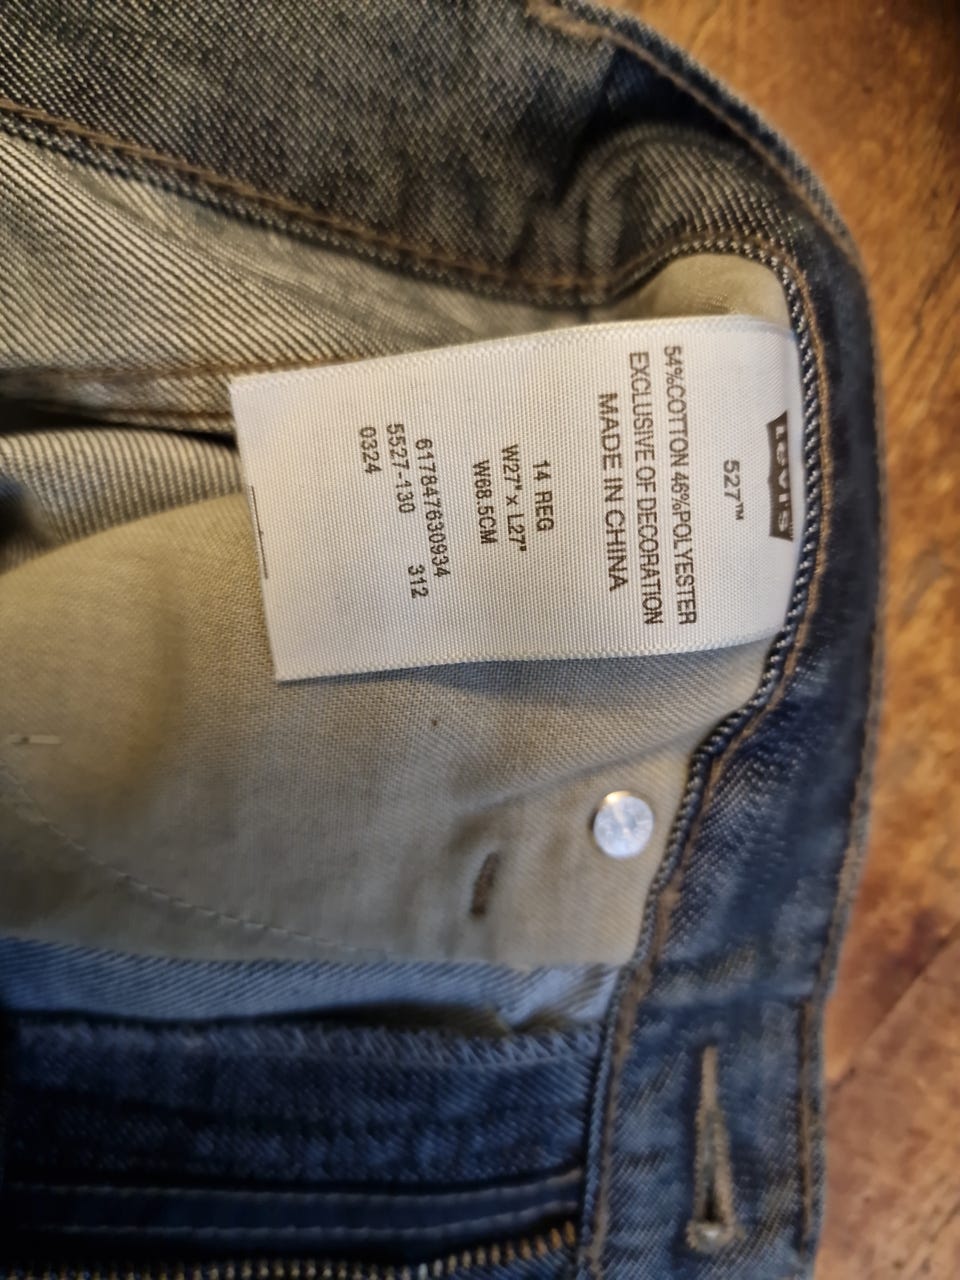 Levi's
527™
54%COTTON 46%POLYESTER
EXCLUSIVE OF DECORATION
MADE IN CHINA
14 REG
W27" x L27"
W68.5CM
617847630934
5527-130 312
0324